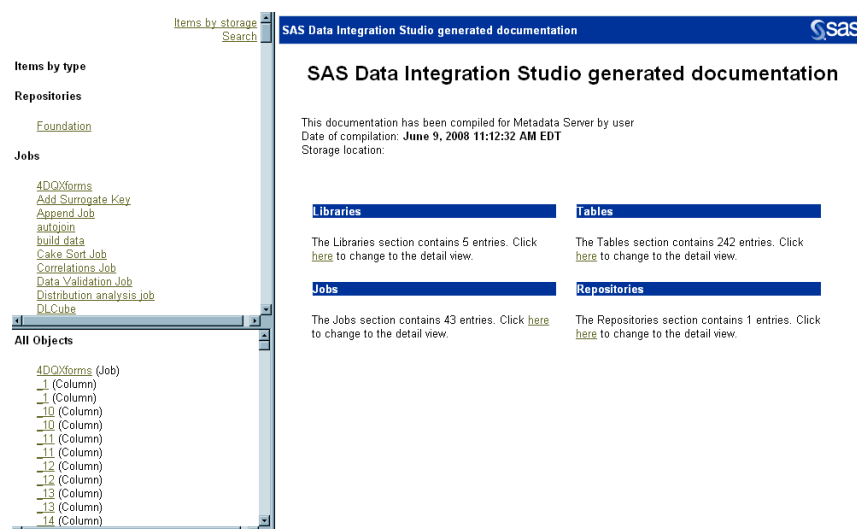 Items by storage
Search
Items by type
Repositories
Foundation
Jobs
4DQXforms
Add Surrogate Key
Append Job
autojoin
build data
Cake Sort Job
Correlations Job
Data Validation Job
Distribution analysis job
DLCube
All Objects
4DQXforms (Job)
_1 (Column)
_1 (Column)
_10 (Column)
_10 (Column)
_11 (Column)
_11 (Column)
_12 (Column)
_12 (Column)
_13 (Column)
_13 (Column)
_14 (Column)
SAS Data Integration Studio generated documentation
sas
SAS Data Integration Studio generated documentation
This documentation has been compiled for Metadata Server by user
Date of compilation: June 9, 2008 11:12:32 AM EDT
Storage location:
Libraries
The Libraries section contains 5 entries. Click
here to change to the detail view.
Tables
The Tables section contains 242 entries. Click
here to change to the detail view.
Jobs
The Jobs section contains 43 entries. Click here
to change to the detail view.
Repositories
The Repositories section contains 1 entries. Click
here to change to the detail view.